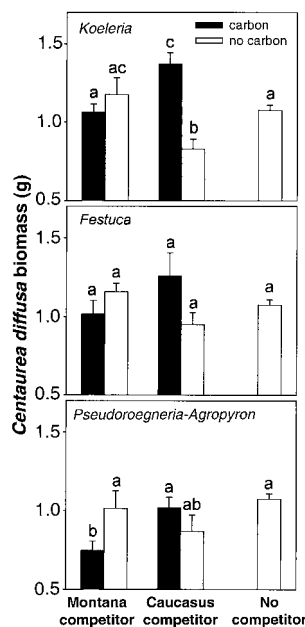 Koeleria
carbon
no carbon
1.5
1.0
0.5
a
ac
c
b
a
Festuca
1.5
1.0
0.5
a
a
a
a
a
Pseudoroegneria-Agropyron
1.5
1.0
0.5
b
a
a
ab
a
Centaurea diffusa biomass (g)
Montana competitor
Caucasus competitor
No competitor